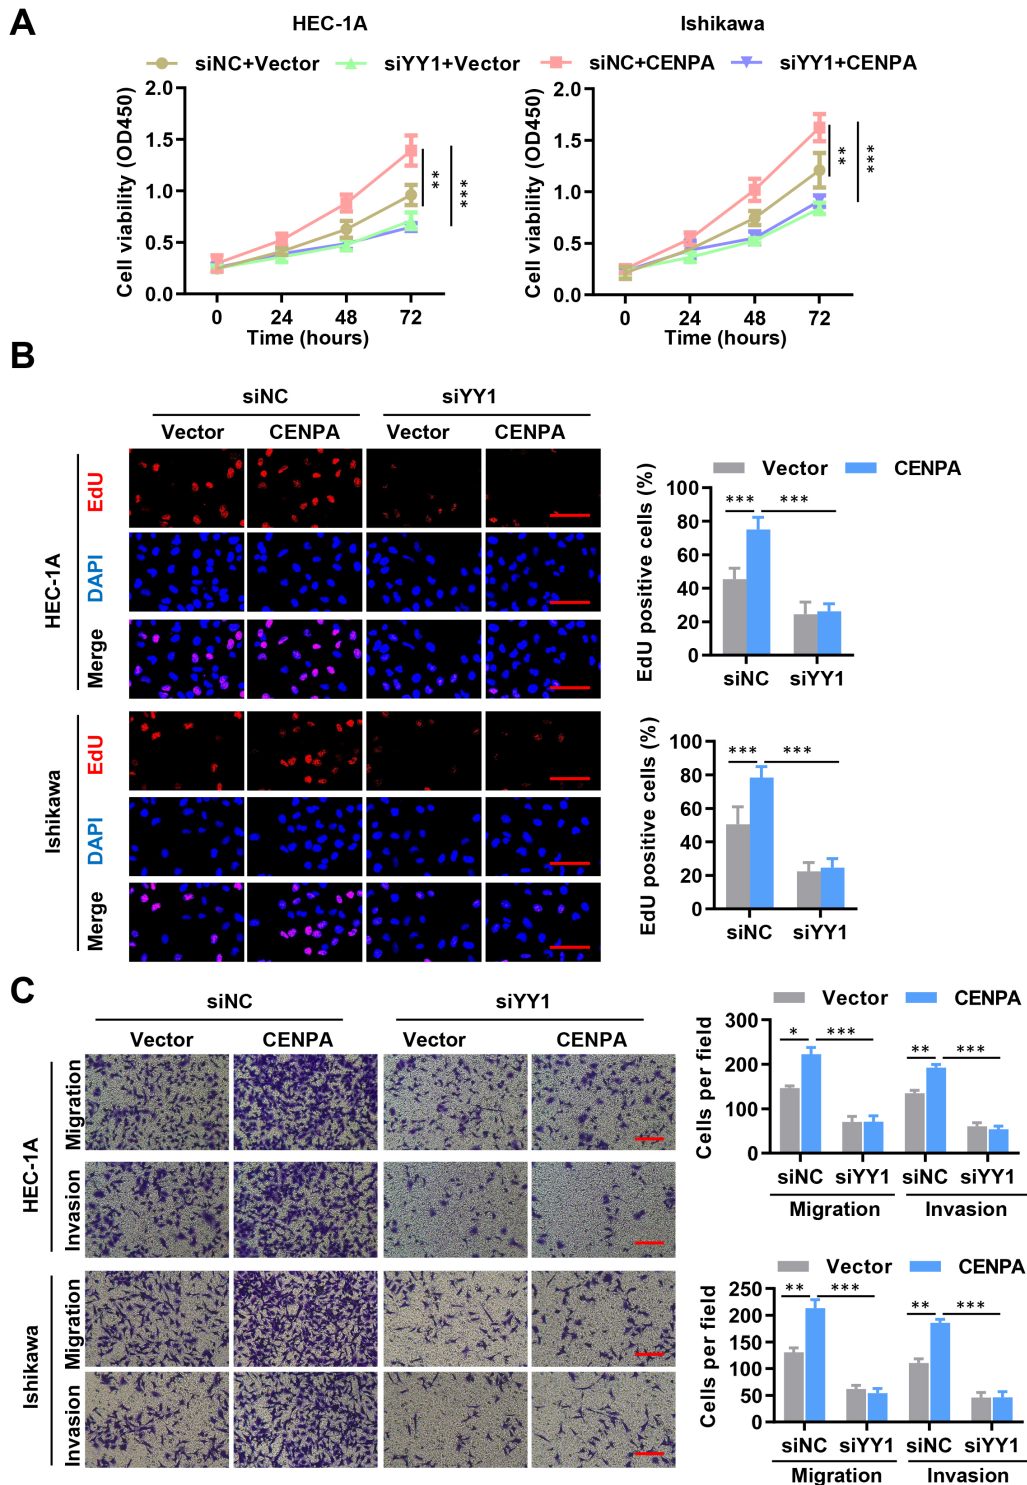 A
HEC-1A
Ishikawa
siNC+Vector siYY1+Vector siNC+CENPA siYY1+CENPA
Cell viability (OD450)
2.0
1.5
1.0
0.5
0.0
0 24 48 72
Time (hours)
**
***
Cell viability (OD450)
2.0
1.5
1.0
0.5
0.0
0 24 48 72
Time (hours)
**
***
B
siNC siYY1
Vector CENPA Vector CENPA
HEC-1A
EdU
DAPI
Merge
Ishikawa
EdU
DAPI
Merge
Vector CENPA
EdU positive cells (%)
100
80
60
40
20
0
*** ***
siNC siYY1
EdU positive cells (%)
100
80
60
40
20
0
*** ***
siNC siYY1
C
siNC siYY1
Vector CENPA Vector CENPA
HEC-1A
Migration
Invasion
Ishikawa
Migration
Invasion
Vector CENPA
Cells per field
300
200
100
0
* *** ** ***
siNC siYY1 siNC siYY1
Migration Invasion
Vector CENPA
Cells per field
250
200
150
100
50
0
** *** ** ***
siNC siYY1 siNC siYY1
Migration Invasion